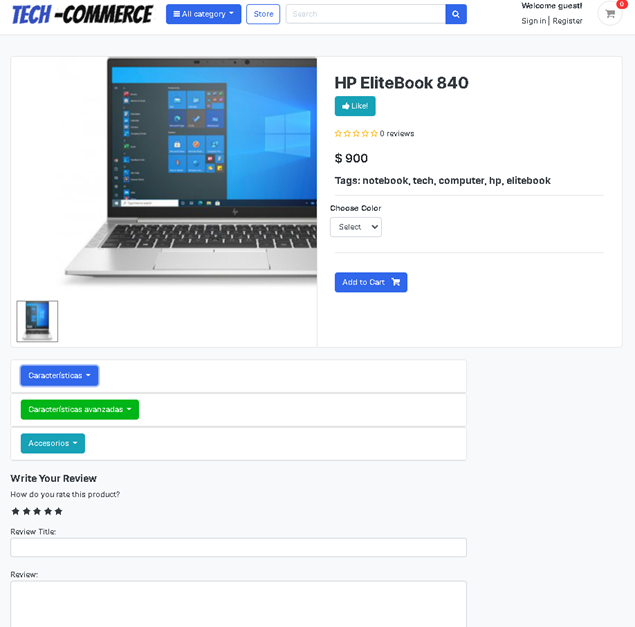 TECH-COMMERCE
All category
Store
Search
Welcome guest!
Sign in | Register
0
HP EliteBook 840
Like!
0 reviews
$ 900
Tags: notebook, tech, computer, hp, elitebook
Choose Color
Select
Add to Cart
Características
Características avanzadas
Accesorios
Write Your Review
How do you rate this product?
Review Title:
Review: